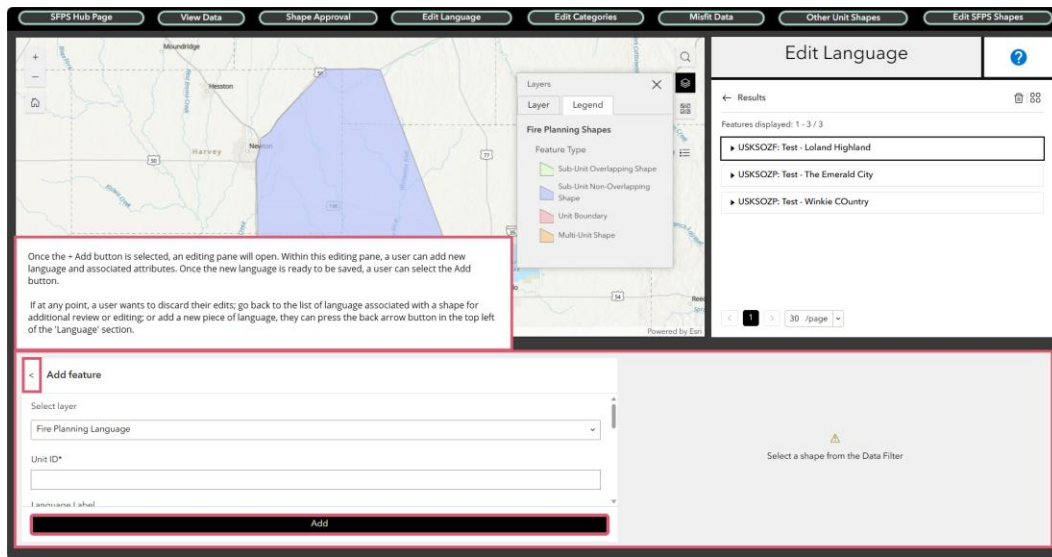 SFPS Hub Page
View Data
Shape Approval
Edit Language
Edit Categories
Misfit Data
Other Unit Shapes
Edit SFPS Shapes
Moundridge
Hesston
Harvey
Newton
50
50
77
54
Layers
Layer
Legend
Fire Planning Shapes
Feature Type
Sub-Unit Overlapping Shape
Sub-Unit Non-Overlapping
Shape
Unit Boundary
Multi-Unit Shape
Powered by Esri
Edit Language
?
← Results
Features displayed: 1 - 3 / 3
USKSOZF: Test - Loland Highland
USKSOZP: Test - The Emerald City
USKSOZP: Test - Winkie COuntry
< 1 > 30 /page
Once the + Add button is selected, an editing pane will open. Within this editing pane, a user can add new
language and associated attributes. Once the new language is ready to be saved, a user can select the Add
button.
If at any point, a user wants to discard their edits; go back to the list of language associated with a shape for
additional review or editing; or add a new piece of language, they can press the back arrow button in the top left
of the 'Language' section.
< Add feature
Select layer
Fire Planning Language
Unit ID*
Language Label
Add
Select a shape from the Data Filter